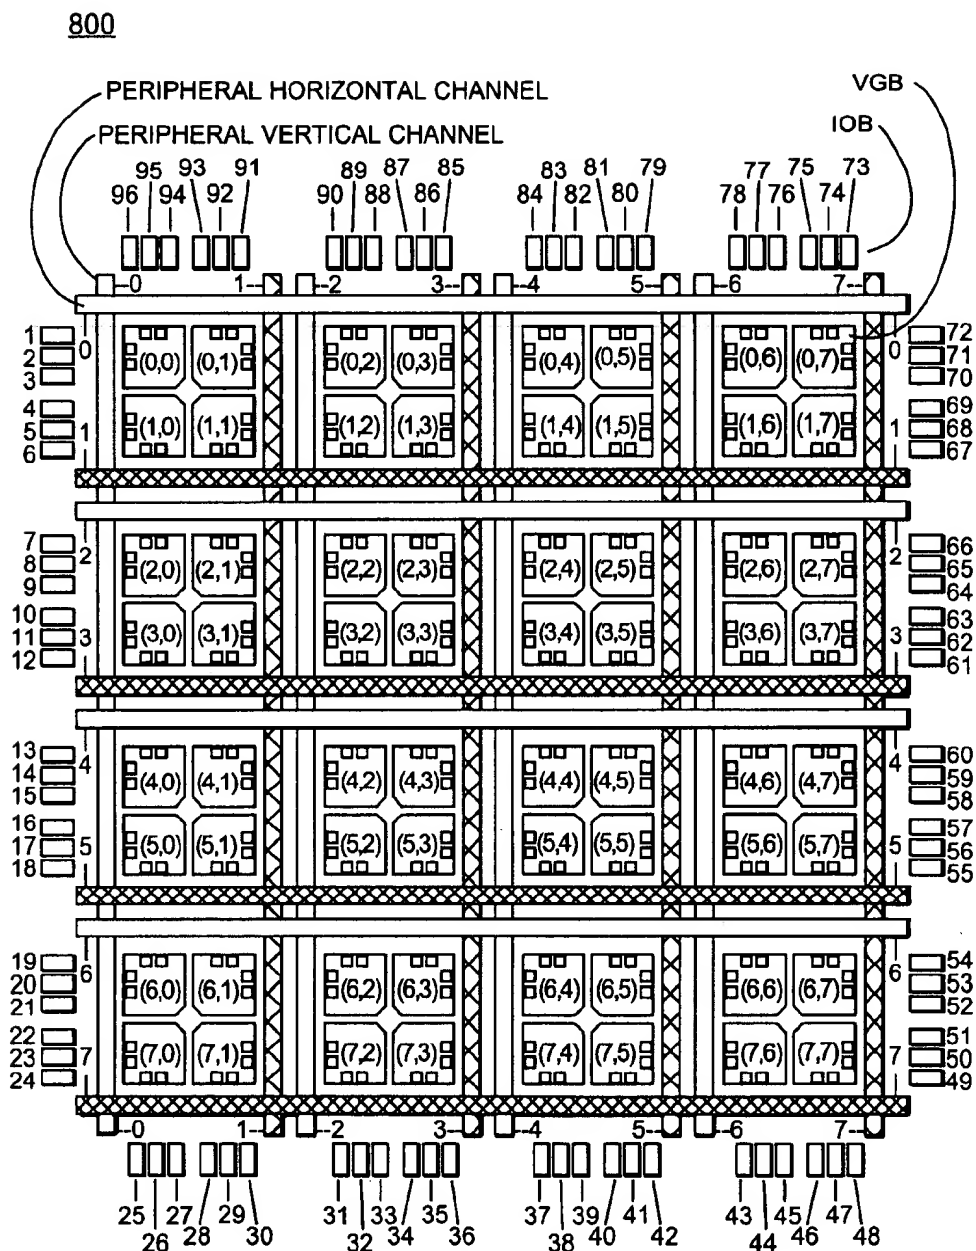 800
PERIPHERAL HORIZONTAL CHANNEL
VGB
PERIPHERAL VERTICAL CHANNEL
IOB
96 95 94 93 92 91 90 89 88 87 86 85 84 83 82 81 80 79 78 77 76 75 74 73
--0 1-- --2 3-- --4 5-- --6 7--
1 72
0 (0,0) (0,1) (0,2) (0,3) (0,4) (0,5) (0,6) (0,7) 0
2 71
3 70
4 69
5 1 (1,0) (1,1) (1,2) (1,3) (1,4) (1,5) (1,6) (1,7) 1 68
6 67
7 66
2 (2,0) (2,1) (2,2) (2,3) (2,4) (2,5) (2,6) (2,7) 2
8 65
9 64
10 63
11 3 (3,0) (3,1) (3,2) (3,3) (3,4) (3,5) (3,6) (3,7) 3 62
12 61
13 60
4 (4,0) (4,1) (4,2) (4,3) (4,4) (4,5) (4,6) (4,7) 4
14 59
15 58
16 57
17 5 (5,0) (5,1) (5,2) (5,3) (5,4) (5,5) (5,6) (5,7) 5 56
18 55
19 54
6 (6,0) (6,1) (6,2) (6,3) (6,4) (6,5) (6,6) (6,7) 6
20 53
21 52
22 51
23 7 (7,0) (7,1) (7,2) (7,3) (7,4) (7,5) (7,6) (7,7) 7 50
24 49
--0 1-- --2 3-- --4 5-- --6 7--
25 26 27 28 29 30 31 32 33 34 35 36 37 38 39 40 41 42 43 44 45 46 47 48